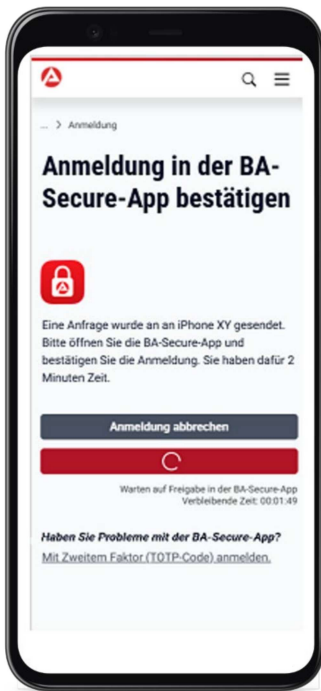 ... > Anmeldung
Anmeldung in der BA-
Secure-App bestätigen
Eine Anfrage wurde an an iPhone XY gesendet.
Bitte öffnen Sie die BA-Secure-App und
bestätigen Sie die Anmeldung. Sie haben dafür 2
Minuten Zeit.
Anmeldung abbrechen
Warten auf Freigabe in der BA-Secure-App
Verbleibende Zeit: 00:01:49
Haben Sie Probleme mit der BA-Secure-App?
Mit Zweitem Faktor (TOTP-Code) anmelden.